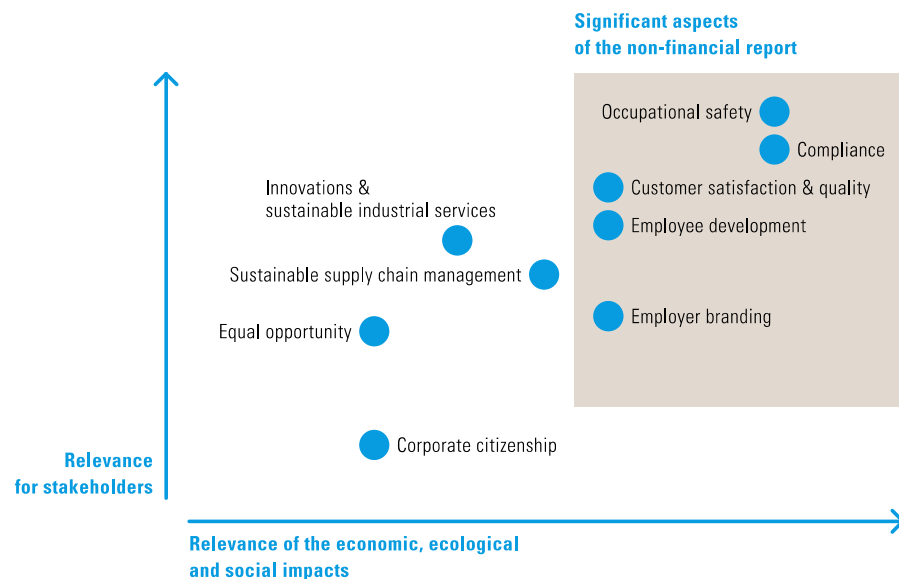 Significant aspects
of the non-financial report
Occupational safety
Compliance
Customer satisfaction & quality
Employee development
Innovations &
sustainable industrial services
Sustainable supply chain management
Equal opportunity
Employer branding
Corporate citizenship
Relevance
for stakeholders
Relevance of the economic, ecological
and social impacts